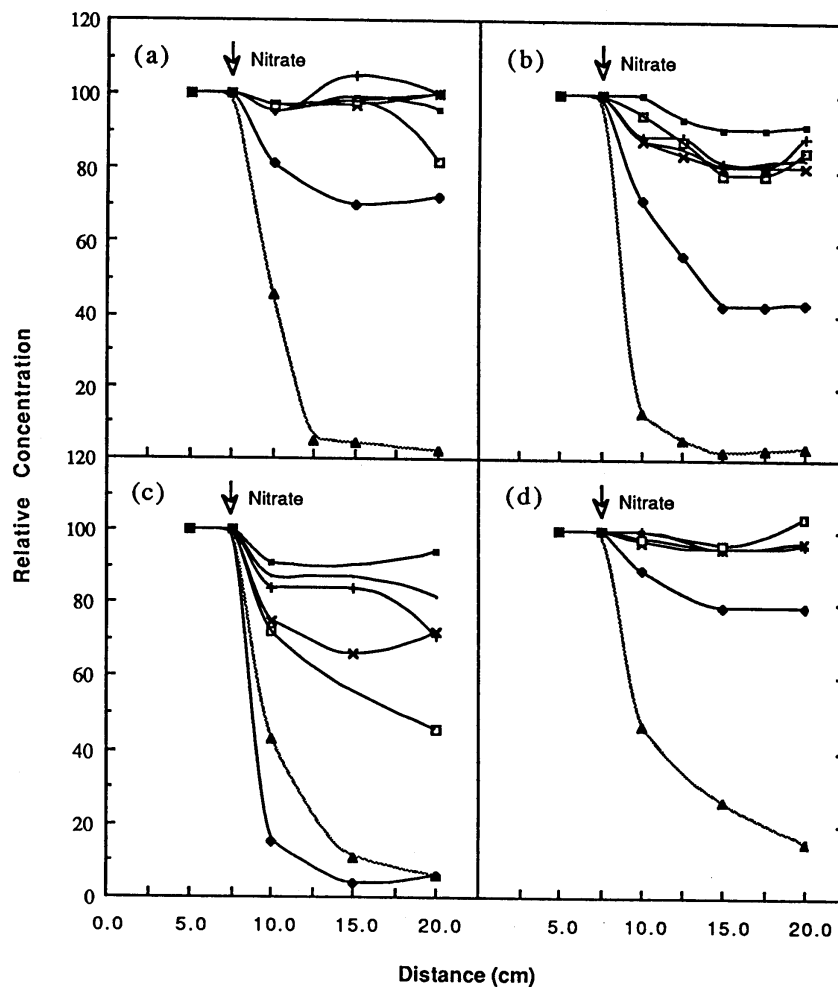 120
100
80
60
40
20
120
100
80
60
40
20
0
Relative Concentration
(a)
Nitrate
(b)
Nitrate
(c)
Nitrate
(d)
Nitrate
0.0 5.0 10.0 15.0 20.0 5.0 10.0 15.0 20.0
Distance (cm)